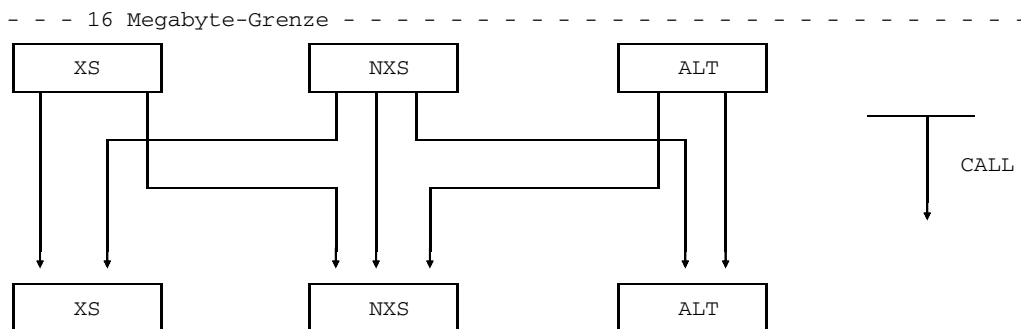 - - - 16 Megabyte-Grenze - - - - - - - - - - - - - - - - - - - - - - - - - -
XS NXS ALT
CALL
XS NXS ALT